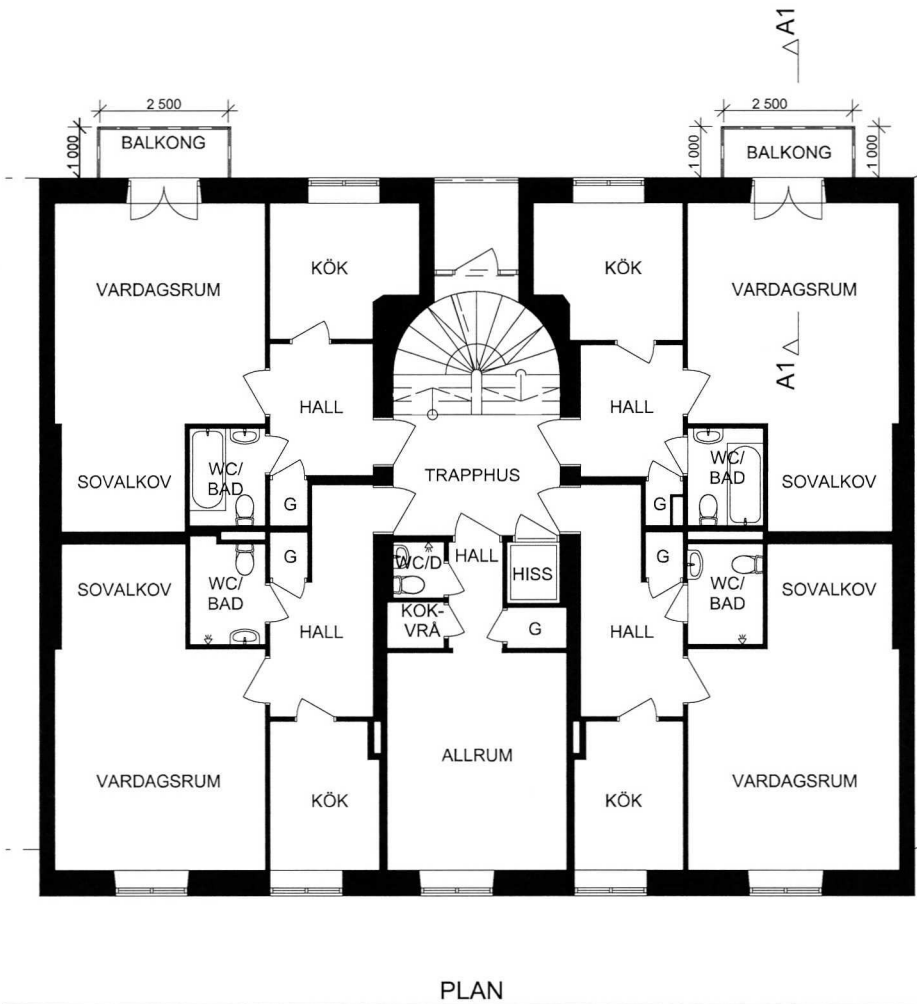 A1
2 500
2 500
1 000
BALKONG
1 000
BALKONG
1 000
KÖK
KÖK
VARDAGSRUM
VARDAGSRUM
A1
HALL
HALL
SOVALKOV
WC/
BAD
TRAPPHUS
WC/
BAD
SOVALKOV
G
G
SOVALKOV
G
WC/D
HALL
HISS
G
SOVALKOV
WC/
BAD
WC/
BAD
KOK-
VRÅ
G
HALL
HALL
ALLRUM
VARDAGSRUM
KÖK
KÖK
VARDAGSRUM
PLAN